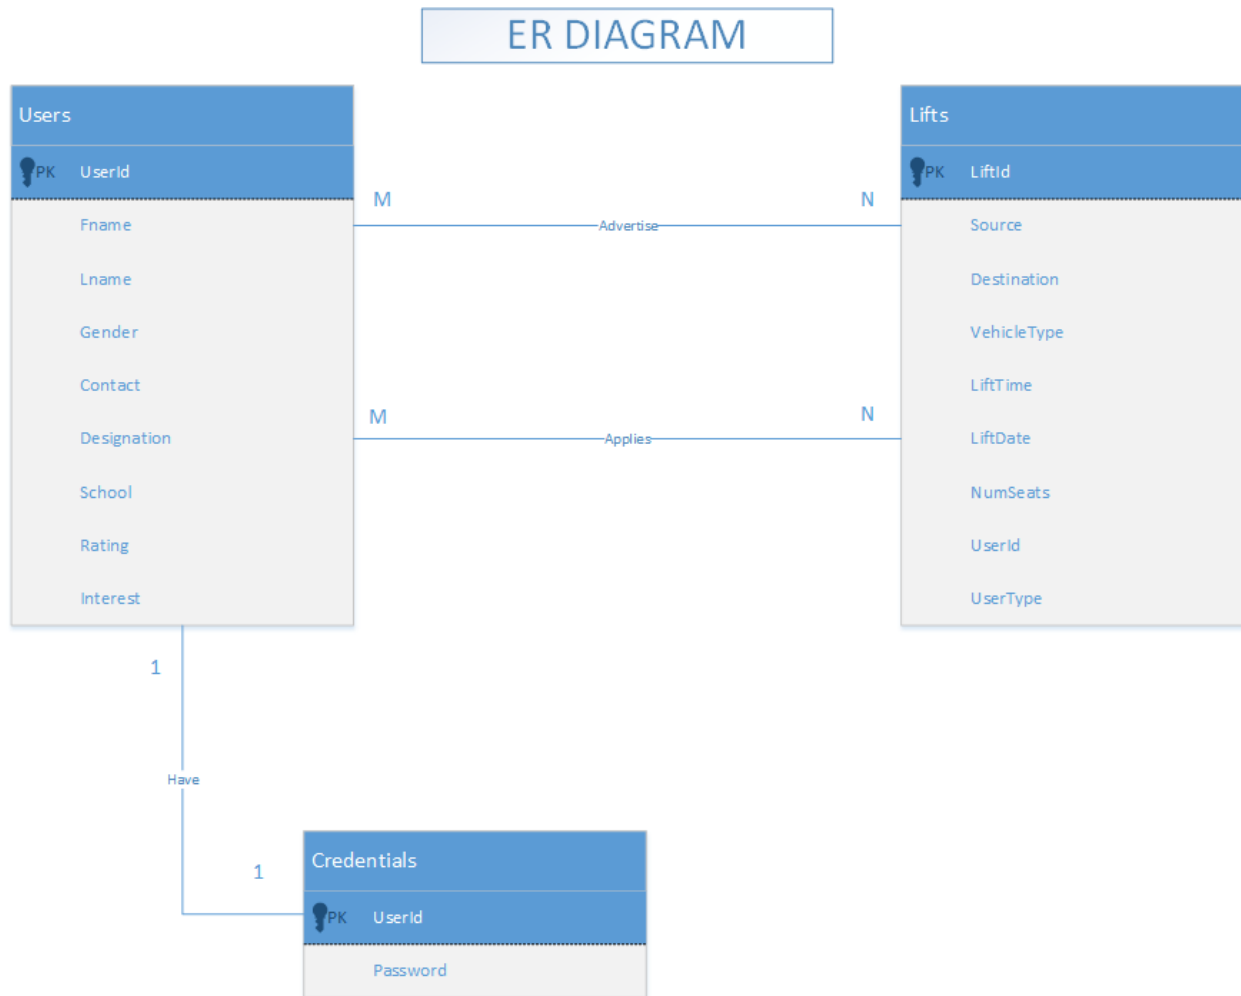 ER DIAGRAM
Users
PK UserId
Fname
Lname
Gender
Contact
Designation
School
Rating
Interest
M
Advertise
N
M
Applies
N
Lifts
PK LiftId
Source
Destination
VehicleType
LiftTime
LiftDate
NumSeats
UserId
UserType
1
Have
1
Credentials
PK UserId
Password